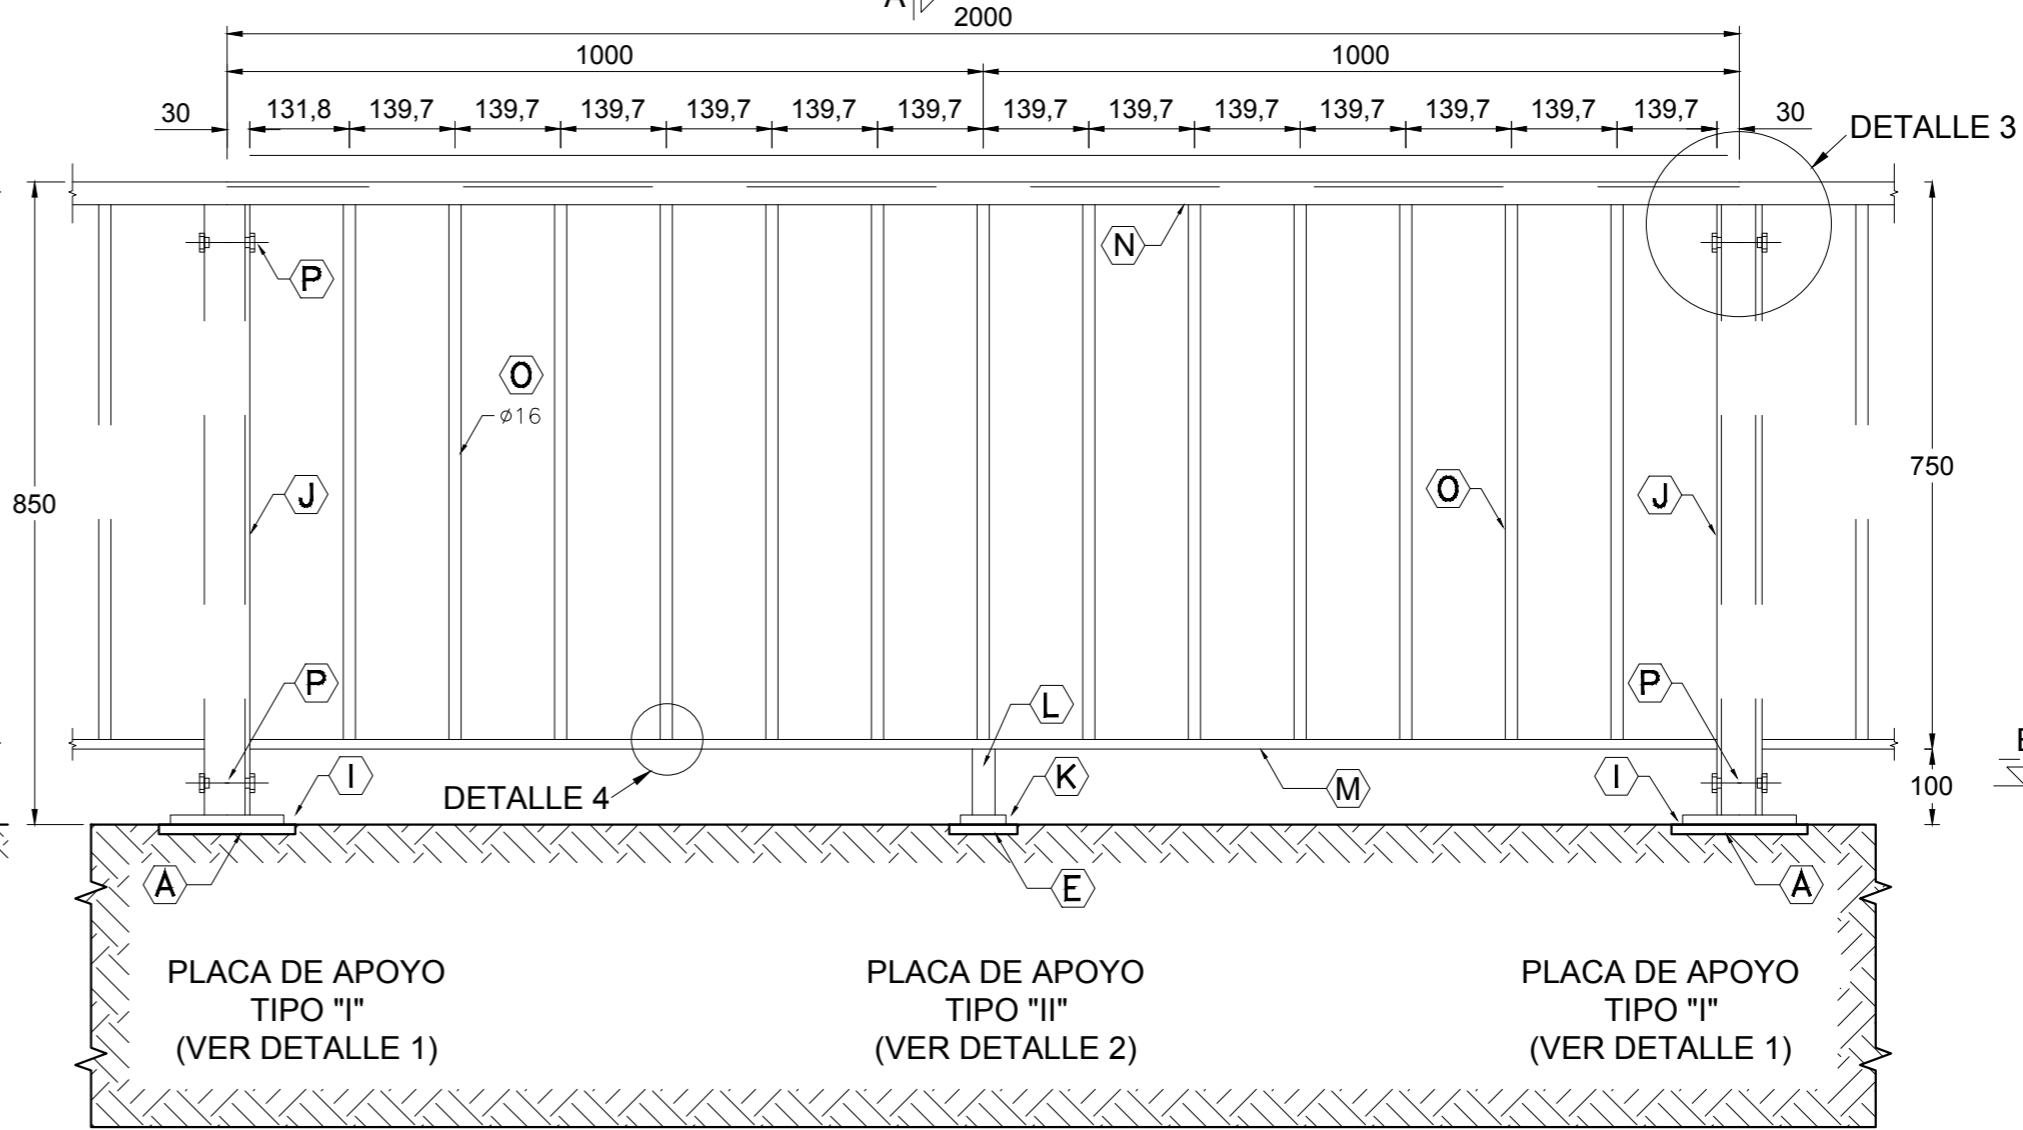 A
2000
1000 1000
30 131,8 139,7 139,7 139,7 139,7 139,7 139,7 139,7 139,7 139,7 139,7 139,7 139,7 139,7 30
DETALLE 3
N
P
O
ø16
850
J
O
J
750
P
L
P
I
K
M
I
100
DETALLE 4
A
E
A
PLACA DE APOYO
TIPO "I"
(VER DETALLE 1)
PLACA DE APOYO
TIPO "II"
(VER DETALLE 2)
PLACA DE APOYO
TIPO "I"
(VER DETALLE 1)